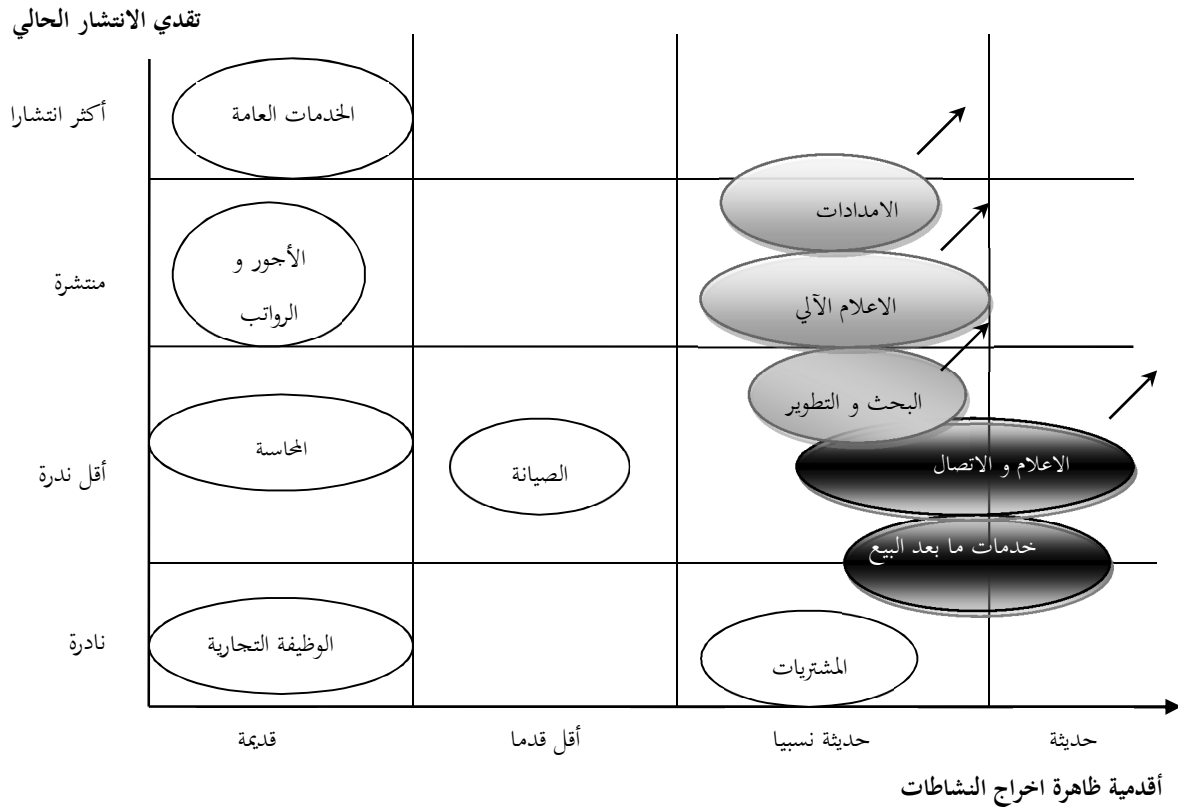 تقدي الانتشار الحالي
أكثر انتشارا
الخدمات العامة
الامدادات
منتشرة
الأجور و
الرواتب
الاعلام الآلي
البحث و التطوير
أقل ندرة
المحاسبة
الصيانة
الاعلام و الاتصال
خدمات ما بعد البيع
نادرة
الوظيفة التجارية
المشتريات
قديمة
أقل قدما
حديثة نسبيا
حديثة
أقدمية ظاهرة اخراج النشاطات